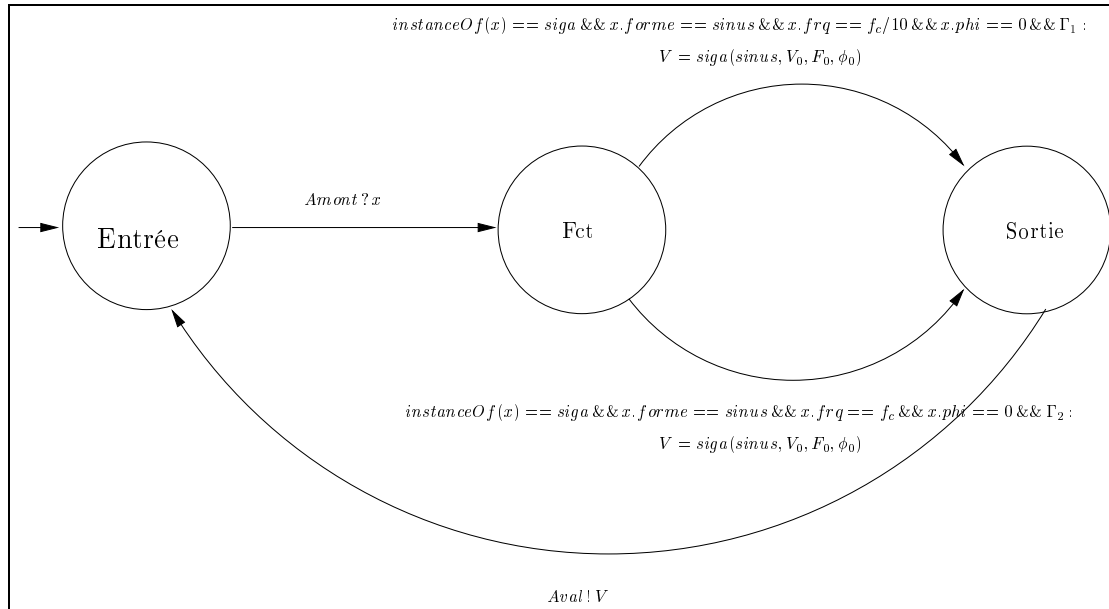 instanceOf(x) == siga && x.forme == sinus && x.frq == f_c/10 && x.phi == 0 && Γ_1 :
V = siga(sinus, V_0, F_0, ϕ_0)
Amont ? x
Entrée
Fct
Sortie
instanceOf(x) == siga && x.forme == sinus && x.frq == f_c && x.phi == 0 && Γ_2 :
V = siga(sinus, V_0, F_0, ϕ_0)
Aval ! V